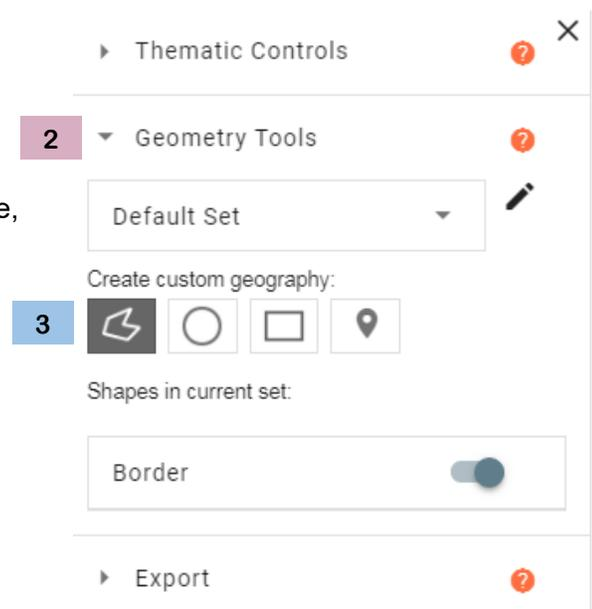 Thematic Controls ?
2 Geometry Tools ?
e,
Default Set
Create custom geography:
3
Shapes in current set:
Border
Export ?